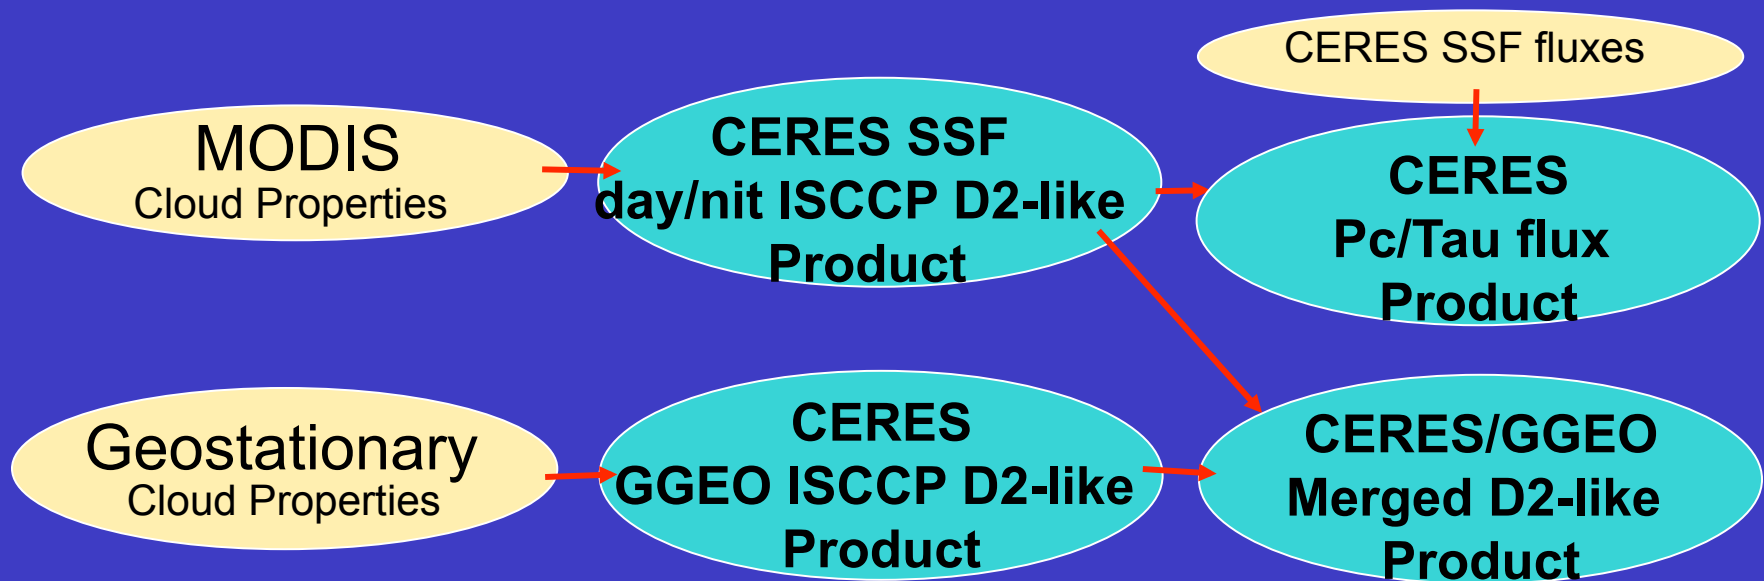 CERES SSF fluxes
MODIS
Cloud Properties
CERES SSF
day/nit ISCCP D2-like
Product
CERES
Pc/Tau flux
Product
Geostationary
Cloud Properties
CERES
GGEO ISCCP D2-like
Product
CERES/GGEO
Merged D2-like
Product